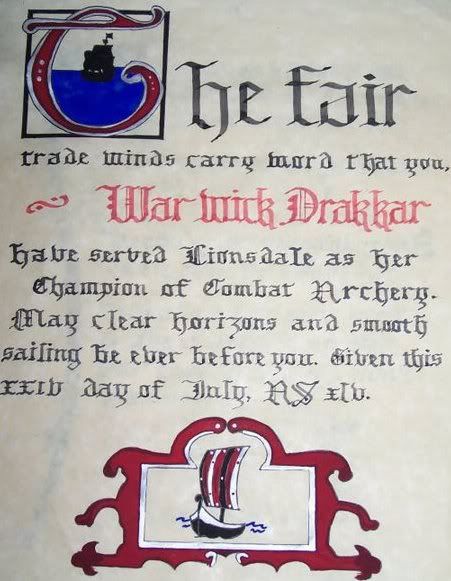 The fair
trade winds carry word that you,
~ Warwick Drakkar
have served Lionsdale as her
Champion of Combat Archery.
May clear horizons and smooth
sailing be ever before you. Given this
xxiv day of July, AS xlv.